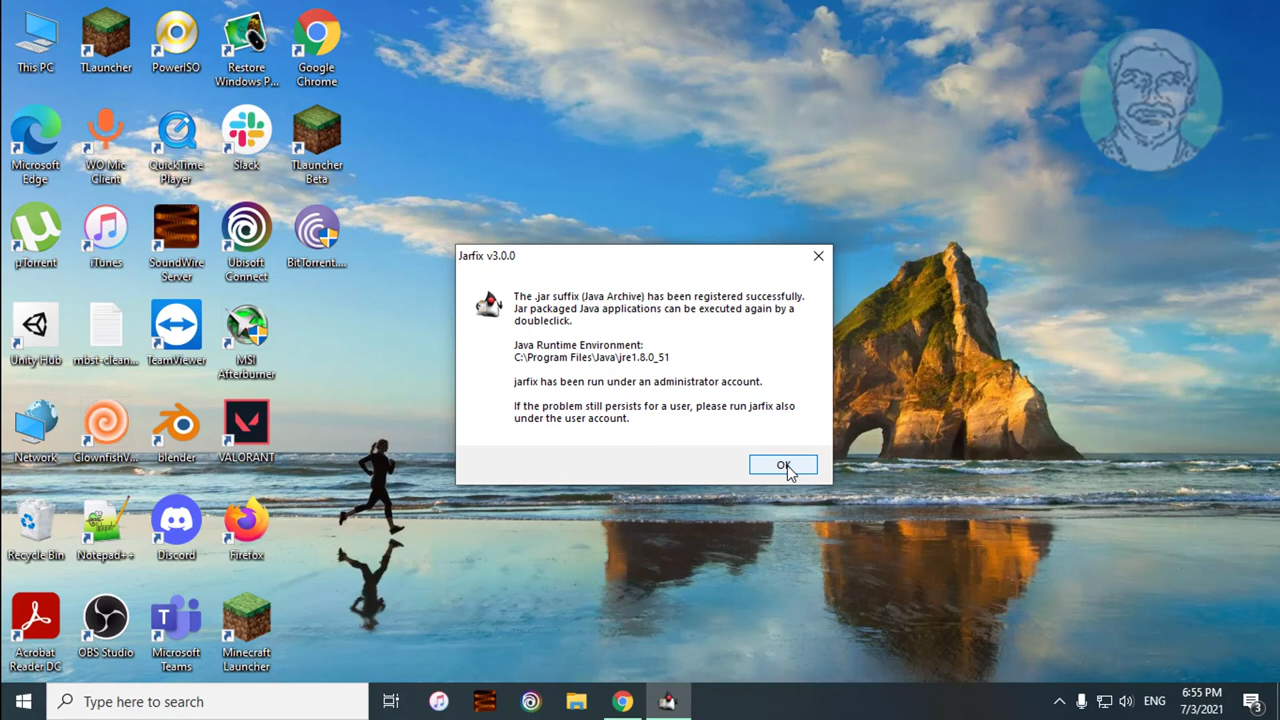 This PC
TLauncher
PowerISO
Restore
Windows P...
Google
Chrome
Microsoft
Edge
WO Mic
Client
QuickTime
Player
Slack
TLauncher
Beta
µTorrent
iTunes
SoundWire
Server
Ubisoft
Connect
BitTorrent....
Unity Hub
mbst-clean...
TeamViewer
MSI
Afterburner
Network
ClownfishV...
blender
VALORANT
Recycle Bin
Notepad++
Discord
Firefox
Acrobat
Reader DC
OBS Studio
Microsoft
Teams
Minecraft
Launcher
Jarfix v3.0.0
The .jar suffix (Java Archive) has been registered successfully.
Jar packaged Java applications can be executed again by a
doubleclick.
Java Runtime Environment:
C:\Program Files\Java\jre1.8.0_51
jarfix has been run under an administrator account.
If the problem still persists for a user, please run jarfix also
under the user account.
OK
Type here to search
ENG
6:55 PM
7/3/2021
3